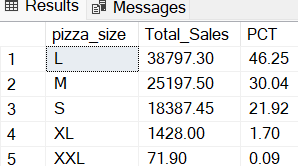 Results Messages
pizza_size Total_Sales PCT
1 L 38797.30 46.25
2 M 25197.50 30.04
3 S 18387.45 21.92
4 XL 1428.00 1.70
5 XXL 71.90 0.09